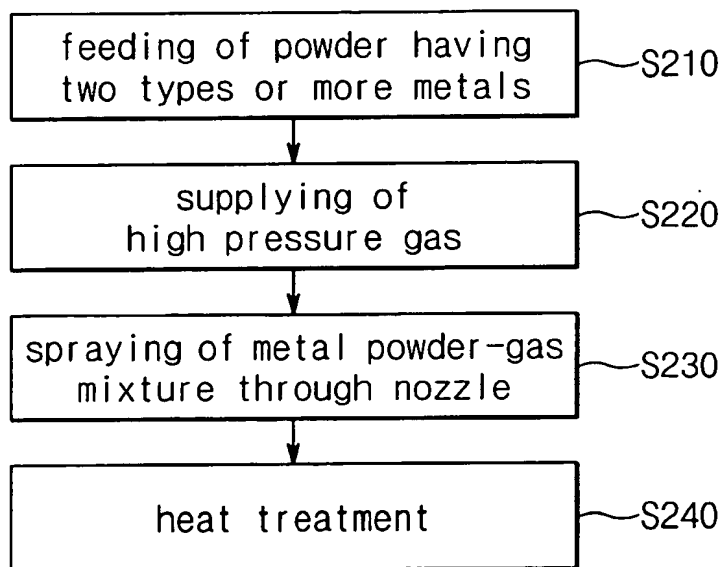 feeding of powder having
two types or more metals
S210
supplying of
high pressure gas
S220
spraying of metal powder-gas
mixture through nozzle
S230
heat treatment
S240